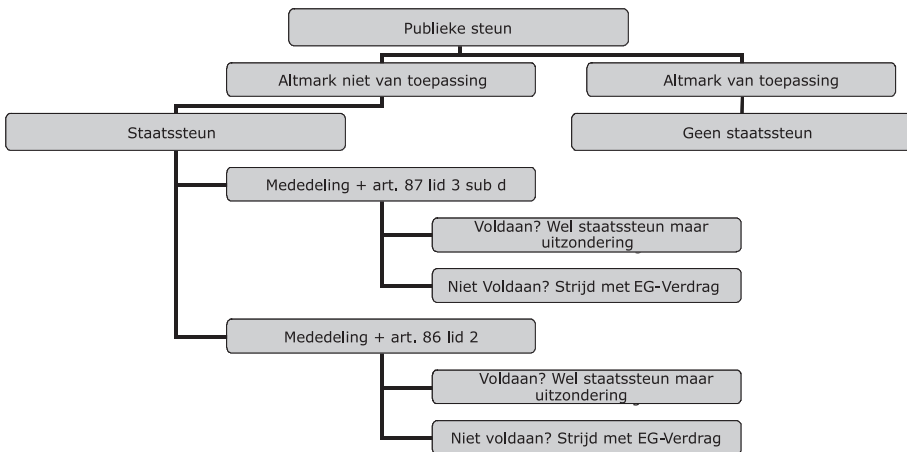 Publieke steun
Altmark niet van toepassing
Altmark van toepassing
Staatssteun
Geen staatssteun
Mededeling + art. 87 lid 3 sub d
Voldaan? Wel staatssteun maar
uitzondering
Niet Voldaan? Strijd met EG-Verdrag
Mededeling + art. 86 lid 2
Voldaan? Wel staatssteun maar
uitzondering
Niet voldaan? Strijd met EG-Verdrag